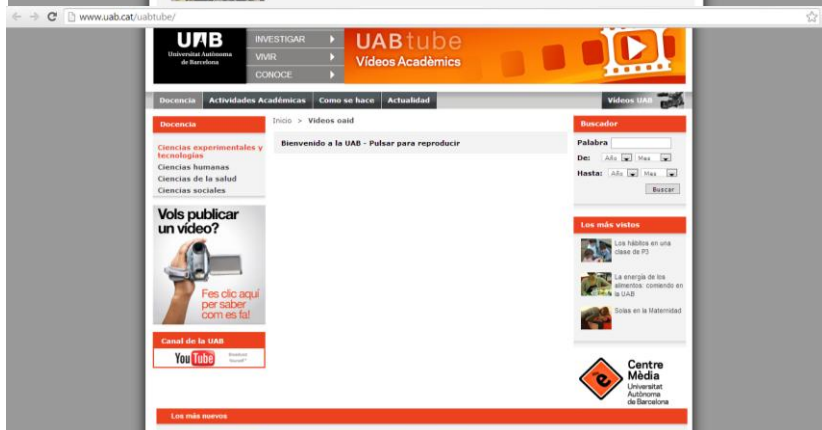 www.uab.cat/uabtube/
UAB
Universitat Autònoma
de Barcelona
INVESTIGAR
VIVIR
CONOCE
UABtube
Vídeos Acadèmics
Docencia
Actividades Académicas
Como se hace
Actualidad
Vídeos UAB
Docencia
Ciencias experimentales y
tecnologías
Ciencias humanas
Ciencias de la salud
Ciencias sociales
Vols publicar
un vídeo?
Fes clic aquí
per saber
com es fa!
Canal de la UAB
YouTube
Inicio > Videos oaid
Bienvenido a la UAB - Pulsar para reproducir
Buscador
Palabra
De: Año Mes
Hasta: Año Mes
Buscar
Los más vistos
Los hábitos en una
clase de P3
La energía de los
alimentos: comiendo en
la UAB
Solas en la Maternidad
e
Centre
Mèdia
Universitat
Autònoma
de Barcelona
Los más nuevos